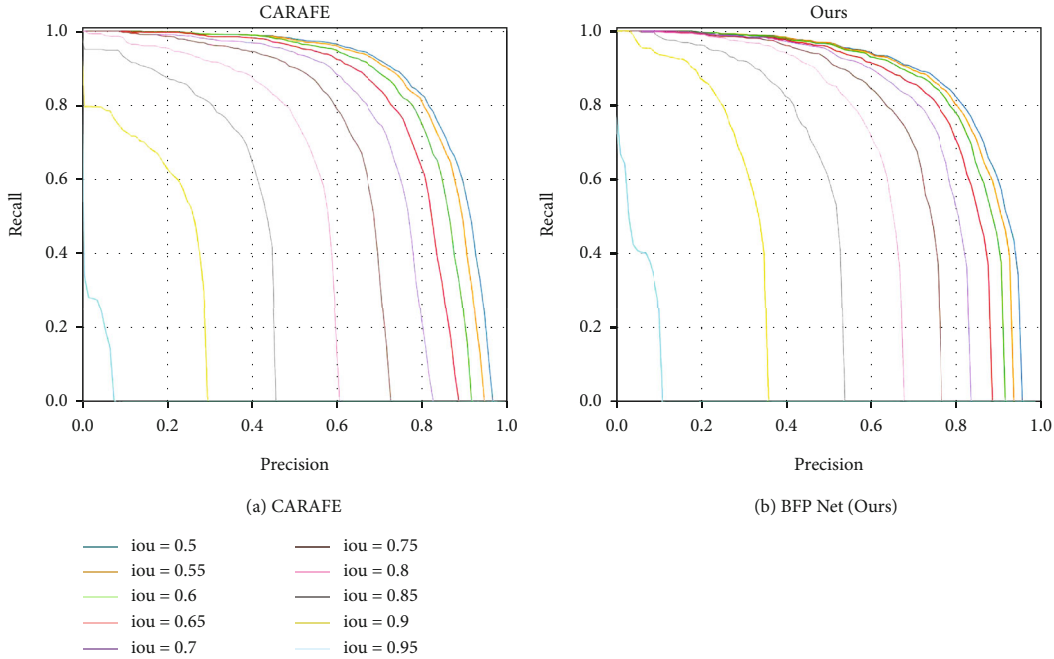 CARAFE
Ours
1.0
0.8
0.6
0.4
0.2
0.0
Recall
0.0 0.2 0.4 0.6 0.8 1.0
Precision
1.0
0.8
0.6
0.4
0.2
0.0
Recall
0.0 0.2 0.4 0.6 0.8 1.0
Precision
(a) CARAFE
(b) BFP Net (Ours)
iou = 0.5
iou = 0.55
iou = 0.6
iou = 0.65
iou = 0.7
iou = 0.75
iou = 0.8
iou = 0.85
iou = 0.9
iou = 0.95